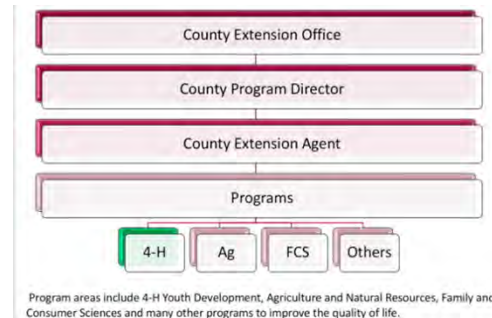 County Extension Office
County Program Director
County Extension Agent
Programs
4-H Ag FCS Others
Program areas include 4-H Youth Development, Agriculture and Natural Resources, Family and
Consumer Sciences and many other programs to improve the quality of life.